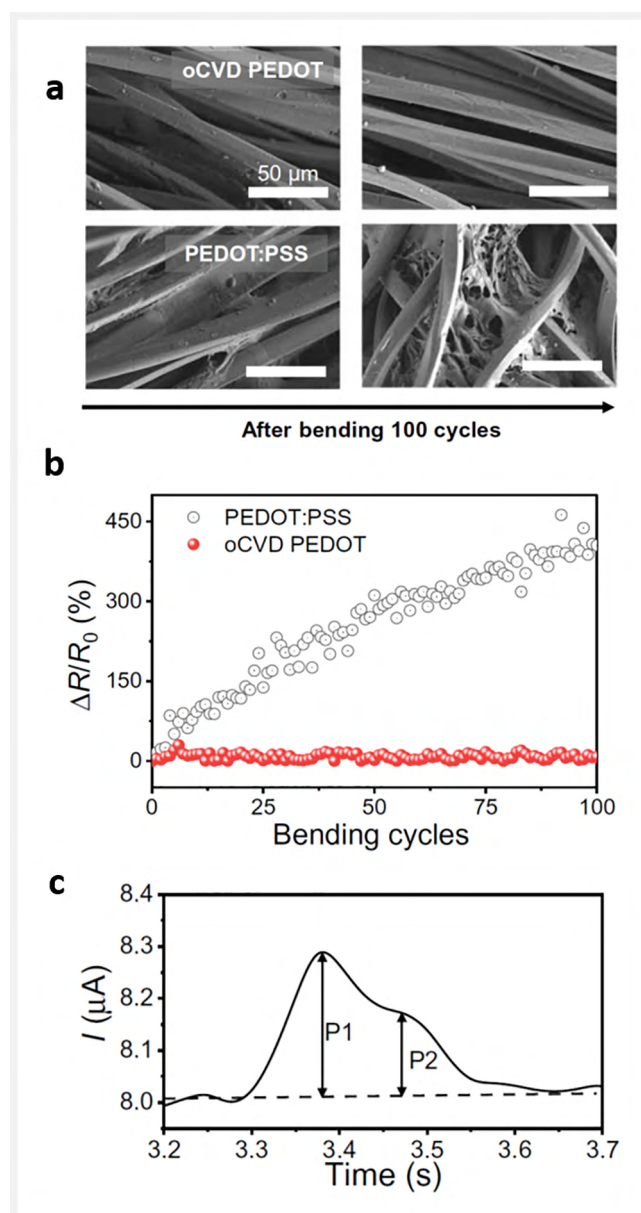 a
oCVD PEDOT
50 μm
PEDOT:PSS
After bending 100 cycles
b
450
300
150
0
ΔR/R0 (%)
PEDOT:PSS
oCVD PEDOT
0 25 50 75 100
Bending cycles
c
8.4
8.3
8.2
8.1
8.0
I (μA)
P1
P2
3.2 3.3 3.4 3.5 3.6 3.7
Time (s)